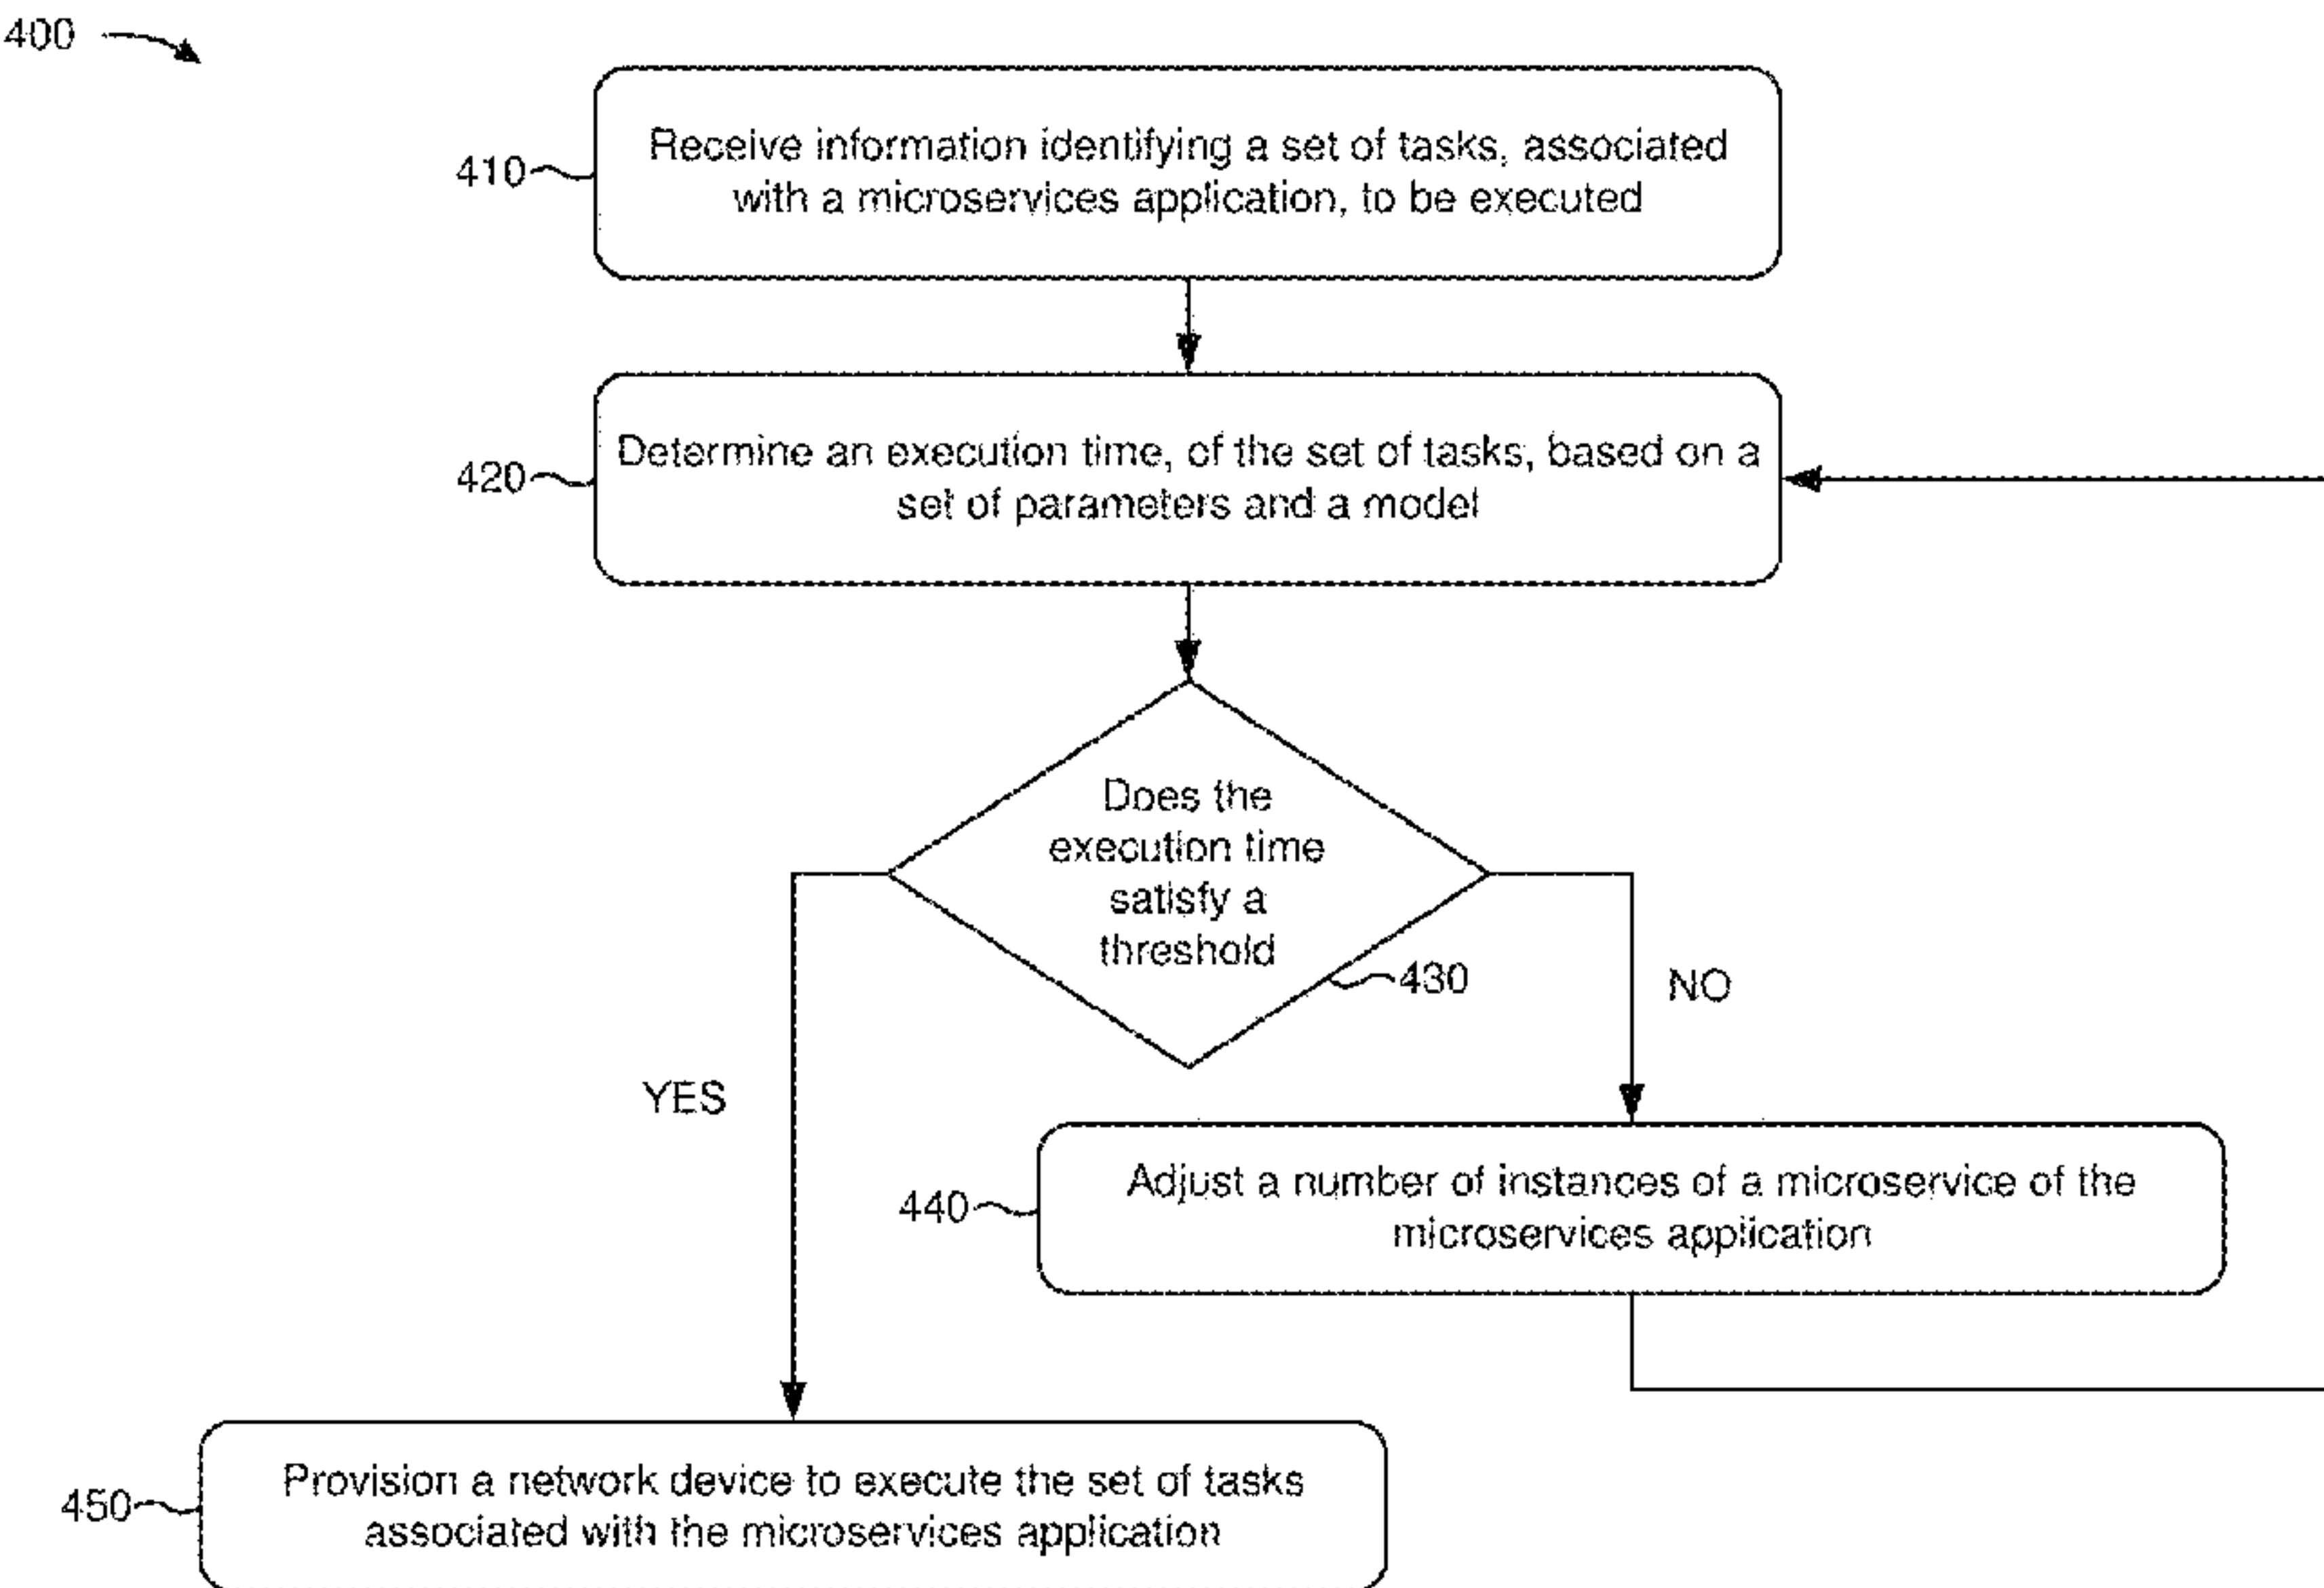 400
Receive information identifying a set of tasks, associated
with a microservices application, to be executed
410
Determine an execution time, of the set of tasks, based on a
set of parameters and a model
420
Does the
execution time
satisfy a
threshold
430
NO
YES
Adjust a number of instances of a microservice of the
microservices application
440
Provision a network device to execute the set of tasks
associated with the microservices application
450